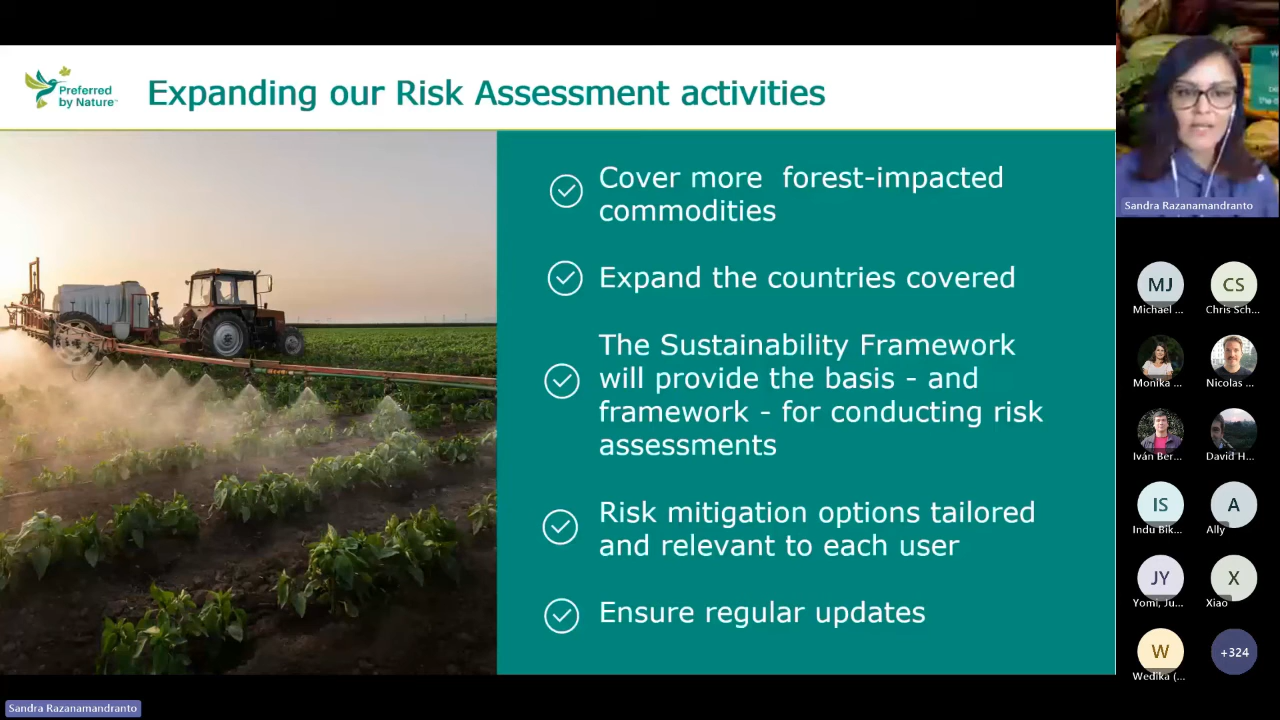 Preferred
by Nature™
Expanding our Risk Assessment activities
Cover more forest-impacted
commodities
Expand the countries covered
The Sustainability Framework
will provide the basis - and
framework - for conducting risk
assessments
Risk mitigation options tailored
and relevant to each user
Ensure regular updates
Sandra Razanamandranto
MJ
CS
Michael ...
Chris Sch...
Monika ...
Nicolas ...
Iván Ber...
David H...
IS
A
Indu Bik...
Ally
JY
X
Yomi, Ju...
Xiao
W
+324
Wedika (...
Sandra Razanamandranto